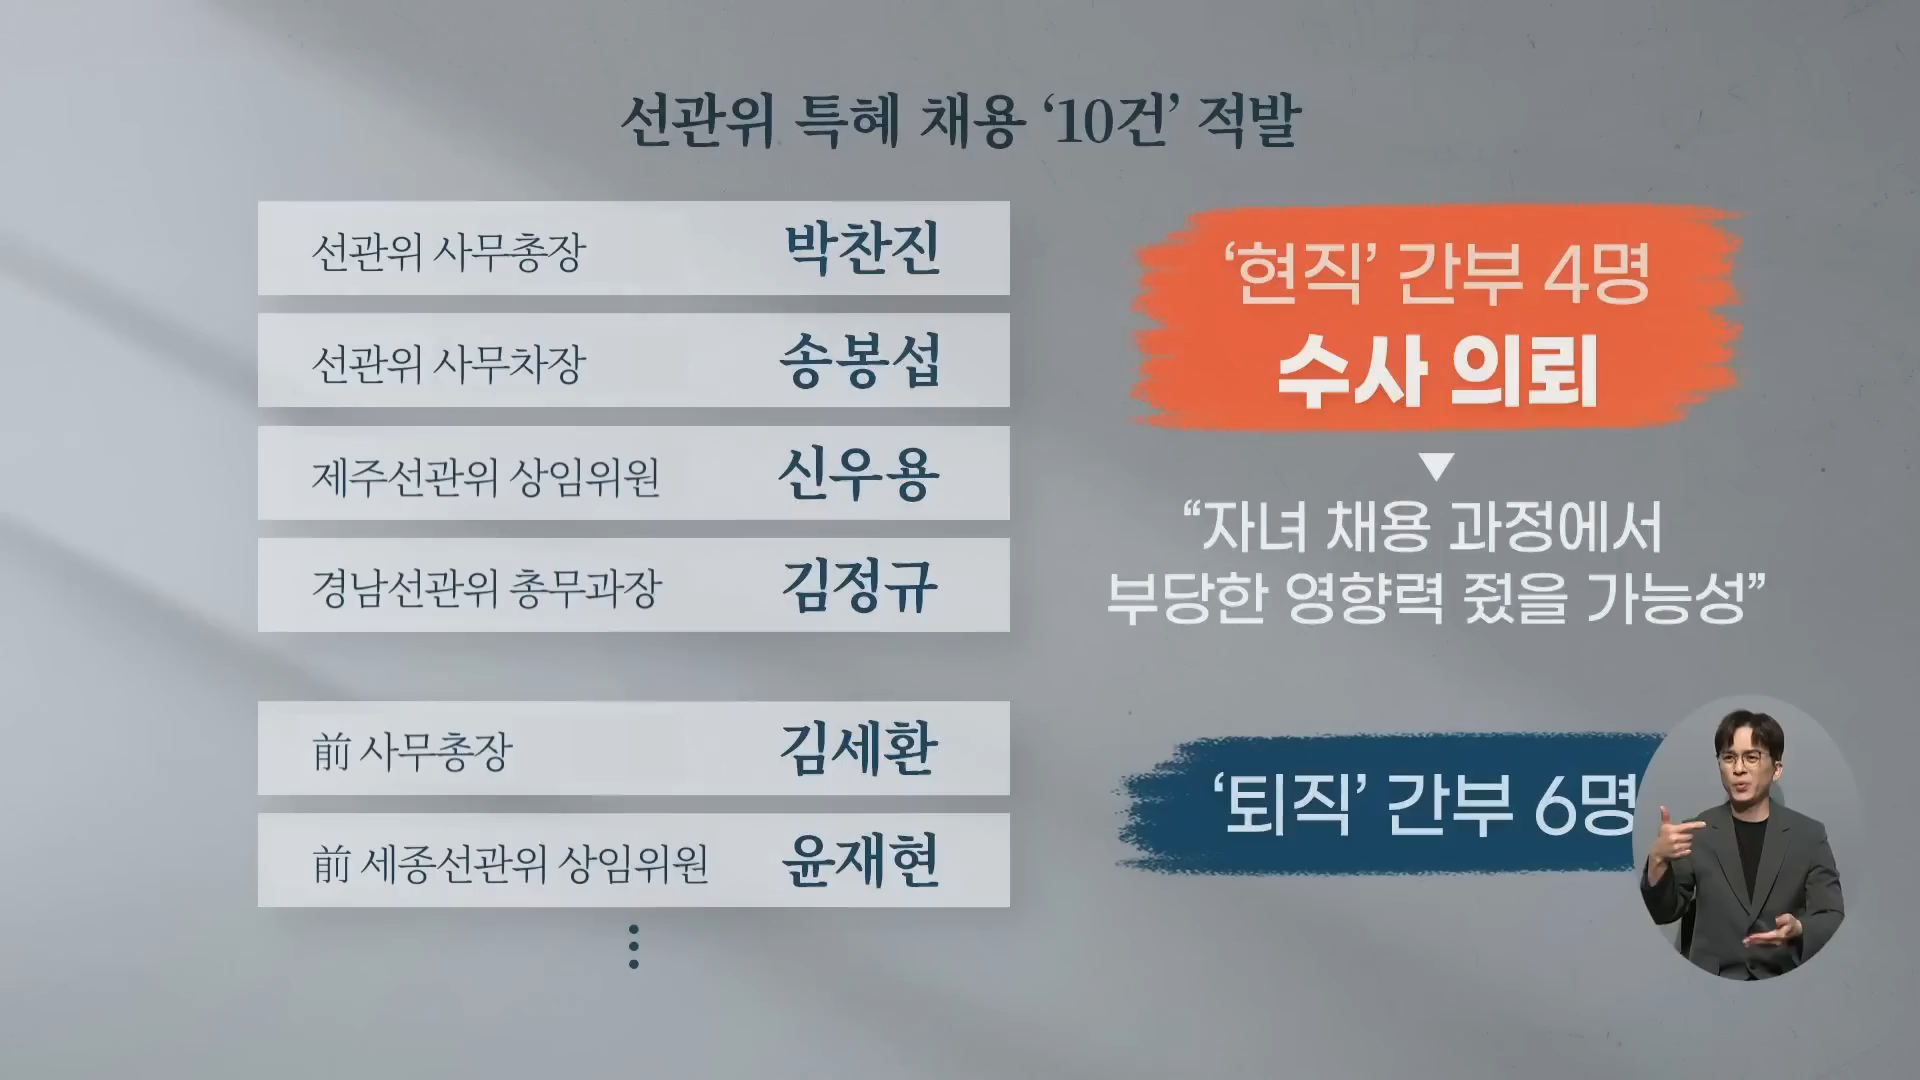 선관위 특혜 채용 ‘10건’ 적발
선관위 사무총장 박찬진
선관위 사무차장 송봉섭
제주선관위 상임위원 신우용
경남선관위 총무과장 김정규
‘현직’ 간부 4명
수사 의뢰
“자녀 채용 과정에서
부당한 영향력 줬을 가능성”
前 사무총장 김세환
前 세종선관위 상임위원 윤재현
‘퇴직’ 간부 6명